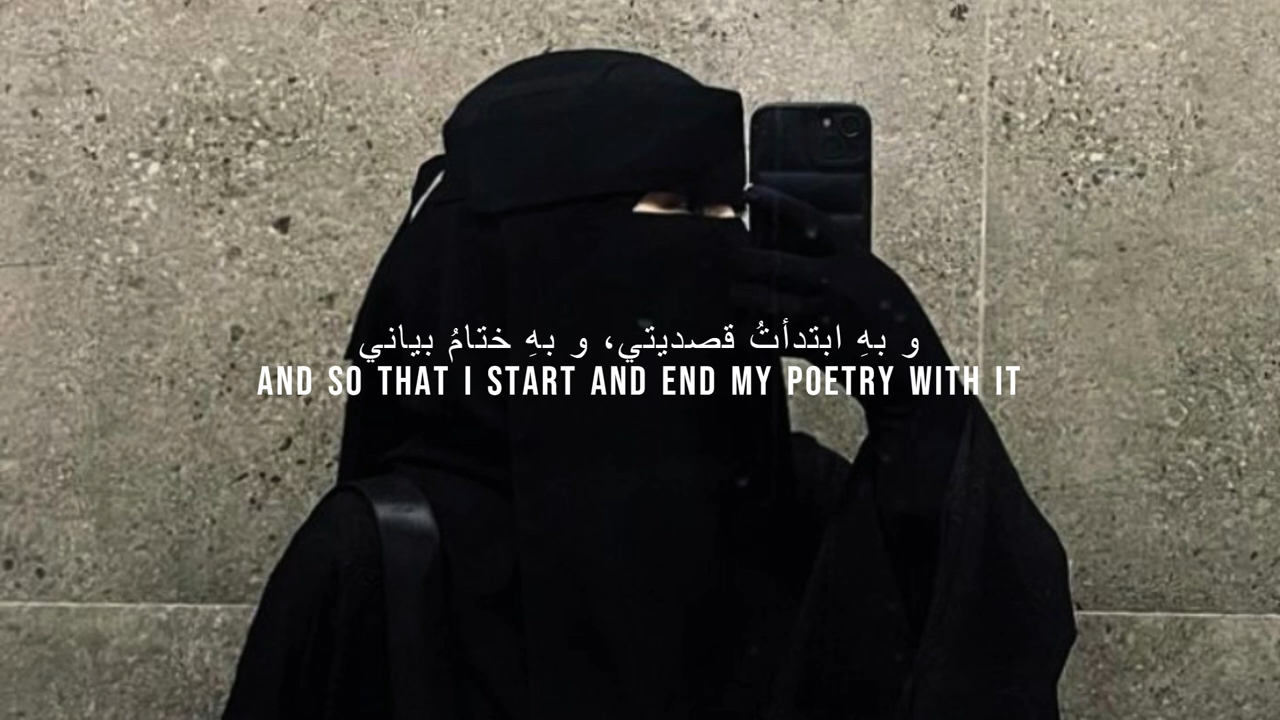 و بهِ ابتدأتُ قصديتي، و بهِ ختامُ بياني
AND SO THAT I START AND END MY POETRY WITH IT